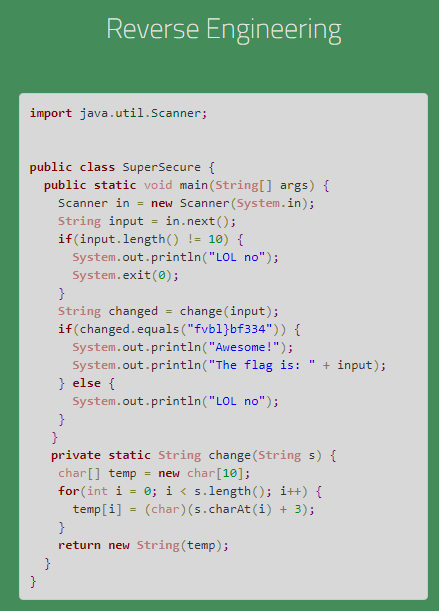 Reverse Engineering
import java.util.Scanner;
public class SuperSecure {
public static void main(String[] args) {
Scanner in = new Scanner(System.in);
String input = in.next();
if(input.length() != 10) {
System.out.println("LOL no");
System.exit(0);
}
String changed = change(input);
if(changed.equals("fvbl}bf334")) {
System.out.println("Awesome!");
System.out.println("The flag is: " + input);
} else {
System.out.println("LOL no");
}
}
private static String change(String s) {
char[] temp = new char[10];
for(int i = 0; i < s.length(); i++) {
temp[i] = (char)(s.charAt(i) + 3);
}
return new String(temp);
}
}